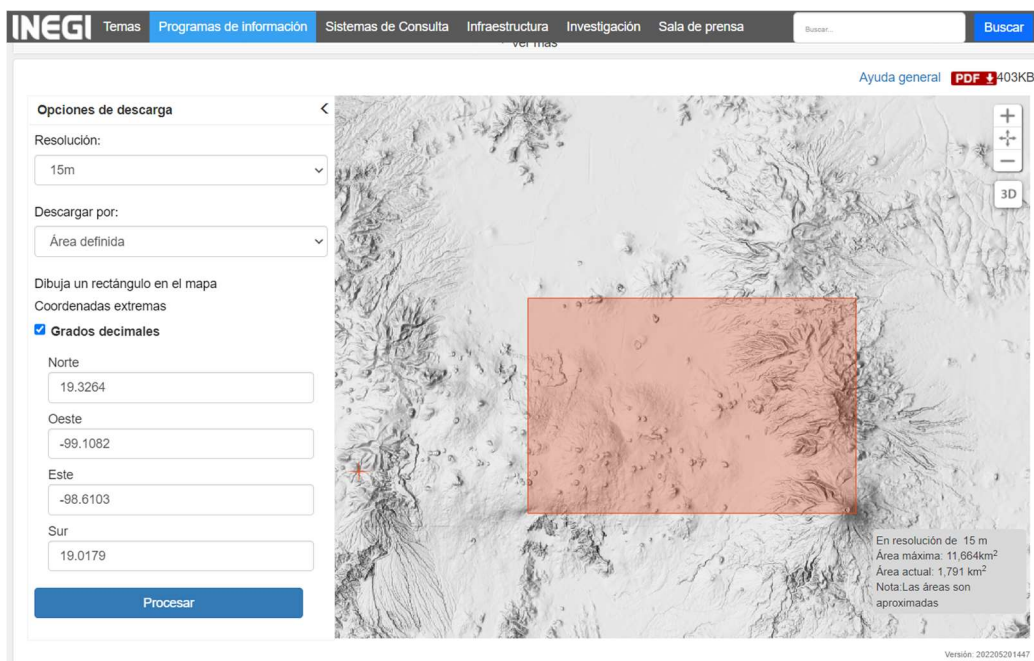 INEGI Temas Programas de información Sistemas de Consulta Infraestructura Investigación Sala de prensa Buscar... Buscar
Ver más
Ayuda general PDF 403KB
Opciones de descarga
Resolución:
15m
3D
Descargar por:
Área definida
Dibuja un rectángulo en el mapa
Coordenadas extremas
Grados decimales
Norte
19.3264
Oeste
-99.1082
Este
-98.6103
Sur
19.0179
Procesar
En resolución de 15 m
Área máxima: 11,664km²
Área actual: 1,791 km²
Nota:Las áreas son
aproximadas
Versión: 202205201447